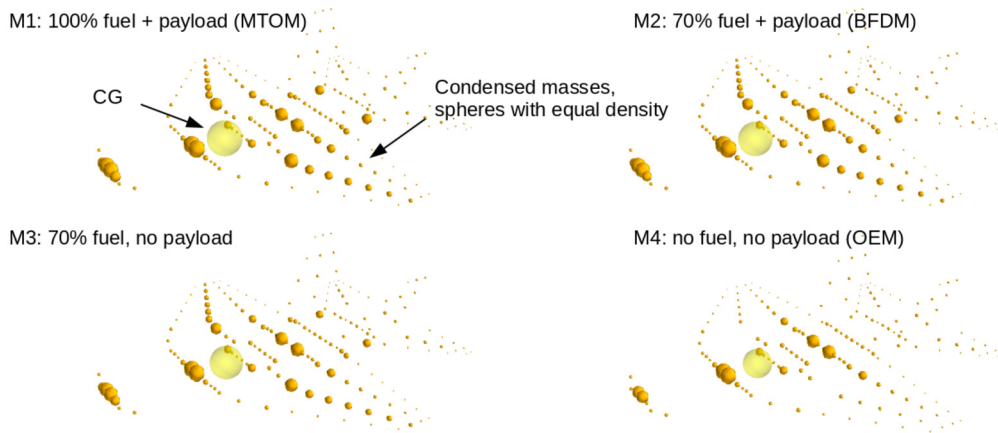 M1: 100% fuel + payload (MTOM)
M2: 70% fuel + payload (BFDM)
CG
Condensed masses,
spheres with equal density
M3: 70% fuel, no payload
M4: no fuel, no payload (OEM)